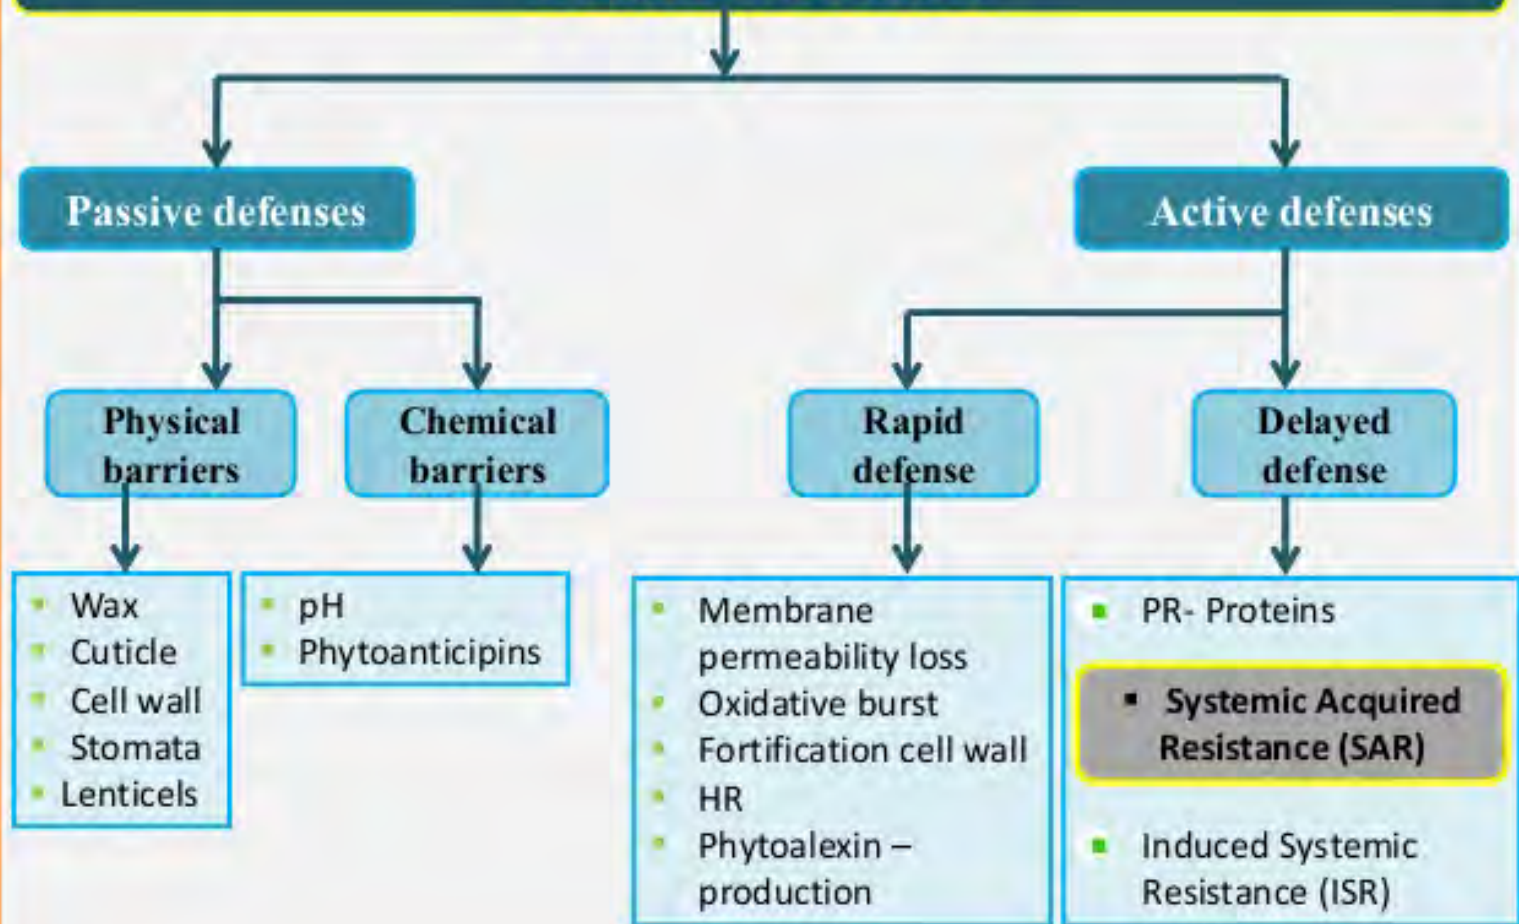 Passive defenses
Active defenses
Physical
barriers
Chemical
barriers
Rapid
defense
Delayed
defense
▪ Wax
▪ Cuticle
▪ Cell wall
▪ Stomata
▪ Lenticels
▪ pH
▪ Phytoanticipins
▪ Membrane
permeability loss
▪ Oxidative burst
▪ Fortification cell wall
▪ HR
▪ Phytoalexin –
production
▪ PR- Proteins
▪ Systemic Acquired
Resistance (SAR)
▪ Induced Systemic
Resistance (ISR)